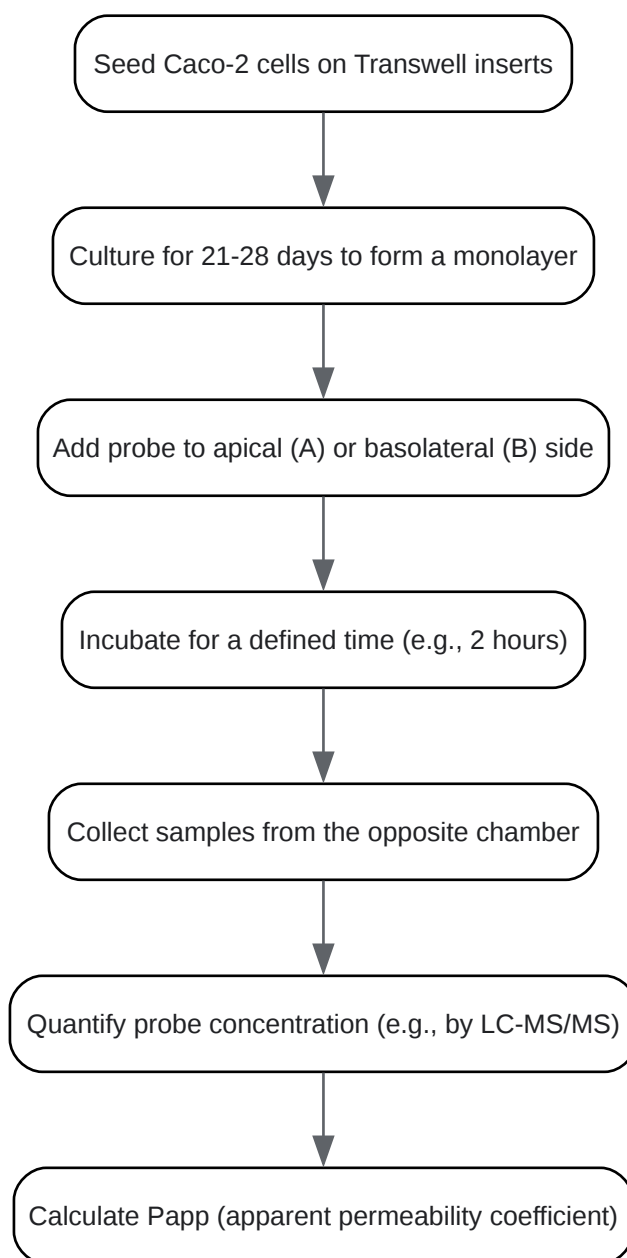 Seed Caco-2 cells on Transwell inserts
Culture for 21-28 days to form a monolayer
Add probe to apical (A) or basolateral (B) side
Incubate for a defined time (e.g., 2 hours)
Collect samples from the opposite chamber
Quantify probe concentration (e.g., by LC-MS/MS)
Calculate Papp (apparent permeability coefficient)